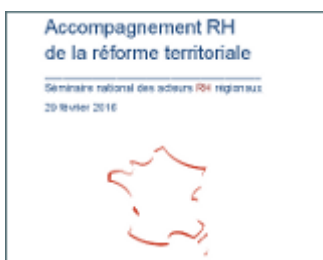 Accompagnement RH
de la réforme territoriale
Séminaire national des acteurs RH régionaux
29 février 2016